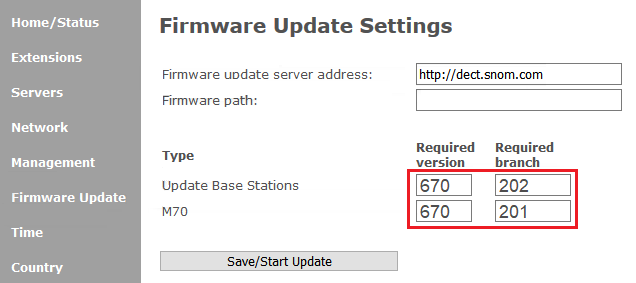 Home/Status
Extensions
Servers
Network
Management
Firmware Update
Time
Country
Firmware Update Settings
Firmware update server address: http://dect.snom.com
Firmware path:
Type Required version Required branch
Update Base Stations 670 202
M70 670 201
Save/Start Update